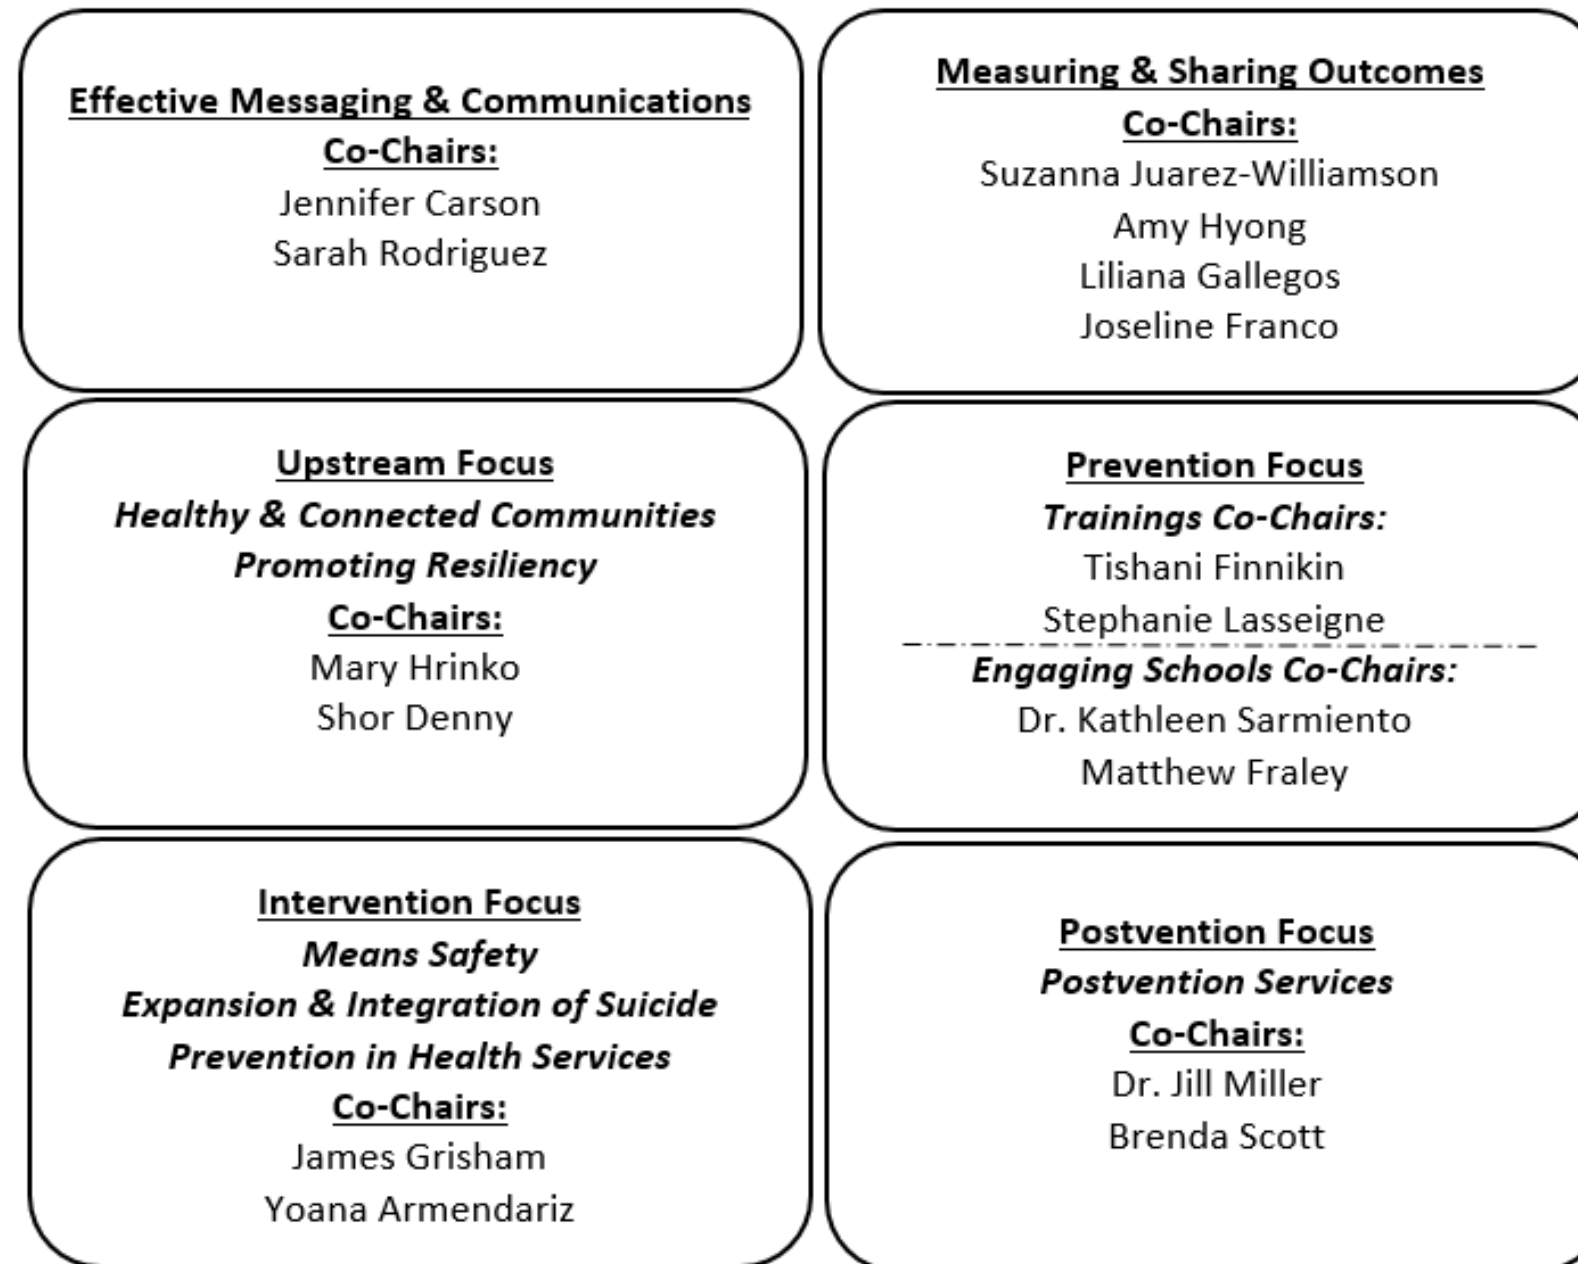 Effective Messaging & Communications
Co-Chairs:
Jennifer Carson
Sarah Rodriguez
Measuring & Sharing Outcomes
Co-Chairs:
Suzanna Juarez-Williamson
Amy Hyong
Liliana Gallegos
Joseline Franco
Upstream Focus
Healthy & Connected Communities
Promoting Resiliency
Co-Chairs:
Mary Hrinko
Shor Denny
Prevention Focus
Trainings Co-Chairs:
Tishani Finnikin
Stephanie Lasseigne
Engaging Schools Co-Chairs:
Dr. Kathleen Sarmiento
Matthew Fraley
Intervention Focus
Means Safety
Expansion & Integration of Suicide
Prevention in Health Services
Co-Chairs:
James Grisham
Yoana Armendariz
Postvention Focus
Postvention Services
Co-Chairs:
Dr. Jill Miller
Brenda Scott